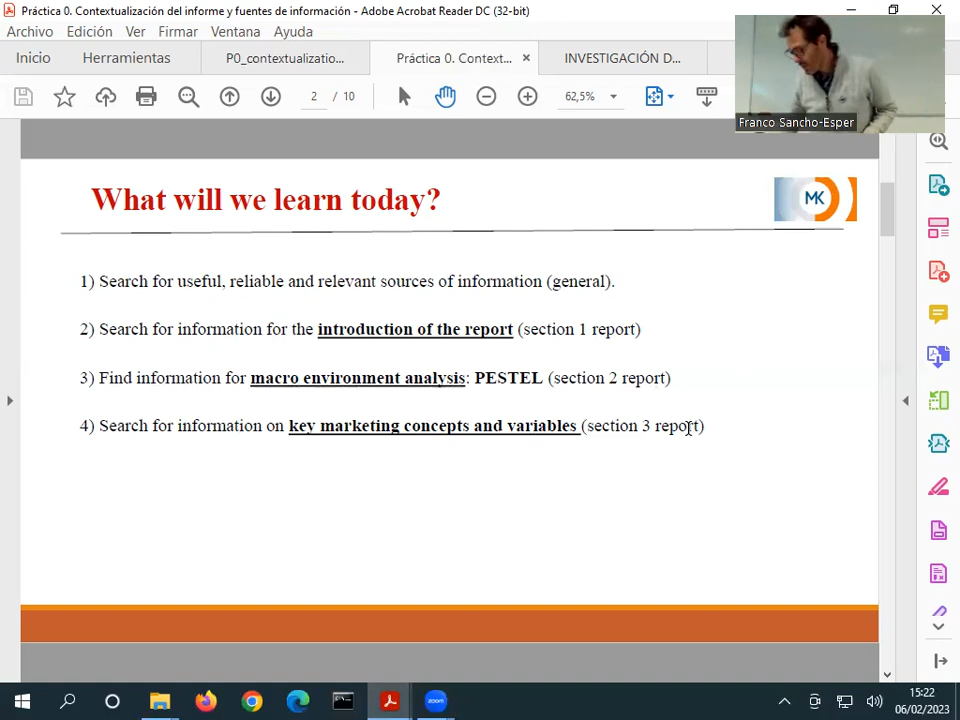 Práctica 0. Contextualización del informe y fuentes de información - Adobe Acrobat Reader DC (32-bit)
Archivo Edición Ver Firmar Ventana Ayuda
Inicio Herramientas P0_contextualizatio... Práctica 0. Context... × INVESTIGACIÓN D...
2 / 10 62,5%
Franco Sancho-Esper
What will we learn today?
MK
1) Search for useful, reliable and relevant sources of information (general).
2) Search for information for the introduction of the report (section 1 report)
3) Find information for macro environment analysis: PESTEL (section 2 report)
4) Search for information on key marketing concepts and variables (section 3 report)
zoom
15:22
06/02/2023